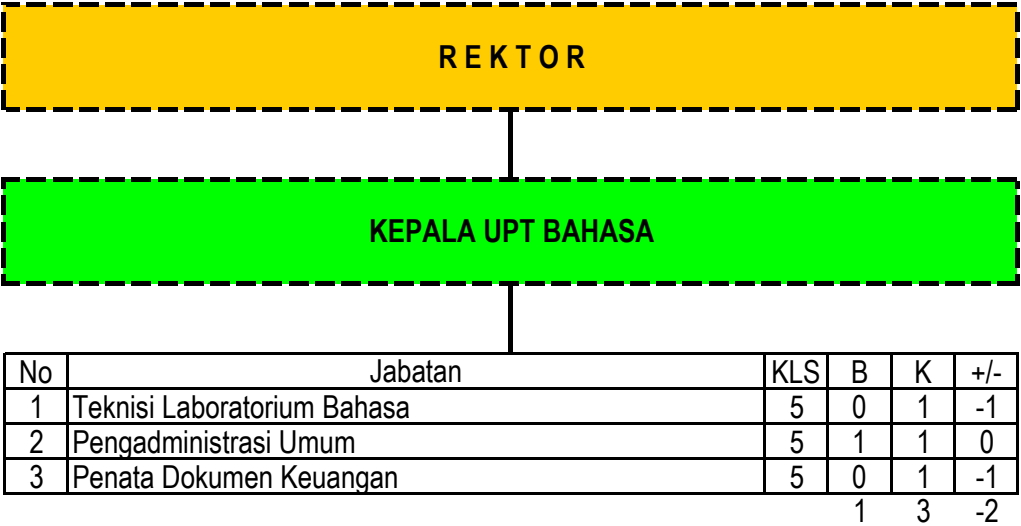 R E K T O R
KEPALA UPT BAHASA
No Jabatan KLS B K +/-
1 Teknisi Laboratorium Bahasa 5 0 1 -1
2 Pengadministrasi Umum 5 1 1 0
3 Penata Dokumen Keuangan 5 0 1 -1
1 3 -2